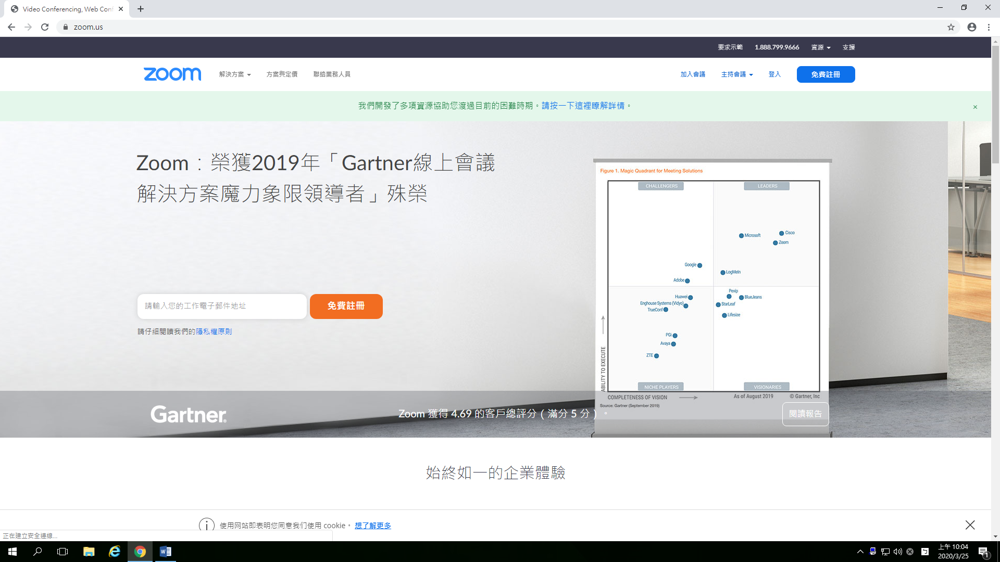 Video Conferencing, Web Conf
zoom.us
要求示範 1.888.799.9666 資源 支援
zoom 解決方案 方案與定價 聯絡業務人員 加入會議 主持會議 登入 免費註冊
我們開發了多項資源協助您渡過目前的困難時期。請按一下這裡瞭解詳情。
Zoom：榮獲2019年「Gartner線上會議
解決方案魔力象限領導者」殊榮
請輸入您的工作電子郵件地址 免費註冊
請仔細閱讀我們的隱私權原則
Figure 1. Magic Quadrant for Meeting Solutions
CHALLENGERS LEADERS
Cisco
Microsoft
Zoom
Google
LogMeIn
Adobe
Pexip
Huawei BlueJeans
Enghouse Systems (Vidyo) StarLeaf
TrueConf
Lifesize
PGi
Avaya
ZTE
ABILITY TO EXECUTE
NICHE PLAYERS VISIONARIES
COMPLETENESS OF VISION As of August 2019 © Gartner, Inc
Source: Gartner (September 2019)
Gartner® Zoom 獲得 4.69 的客戶總評分（滿分 5 分）。 閱讀報告
始終如一的企業體驗
使用网站即表明您同意我们使用 cookie。 想了解更多
正在建立安全連線...
上午 10:04
2020/3/25
1